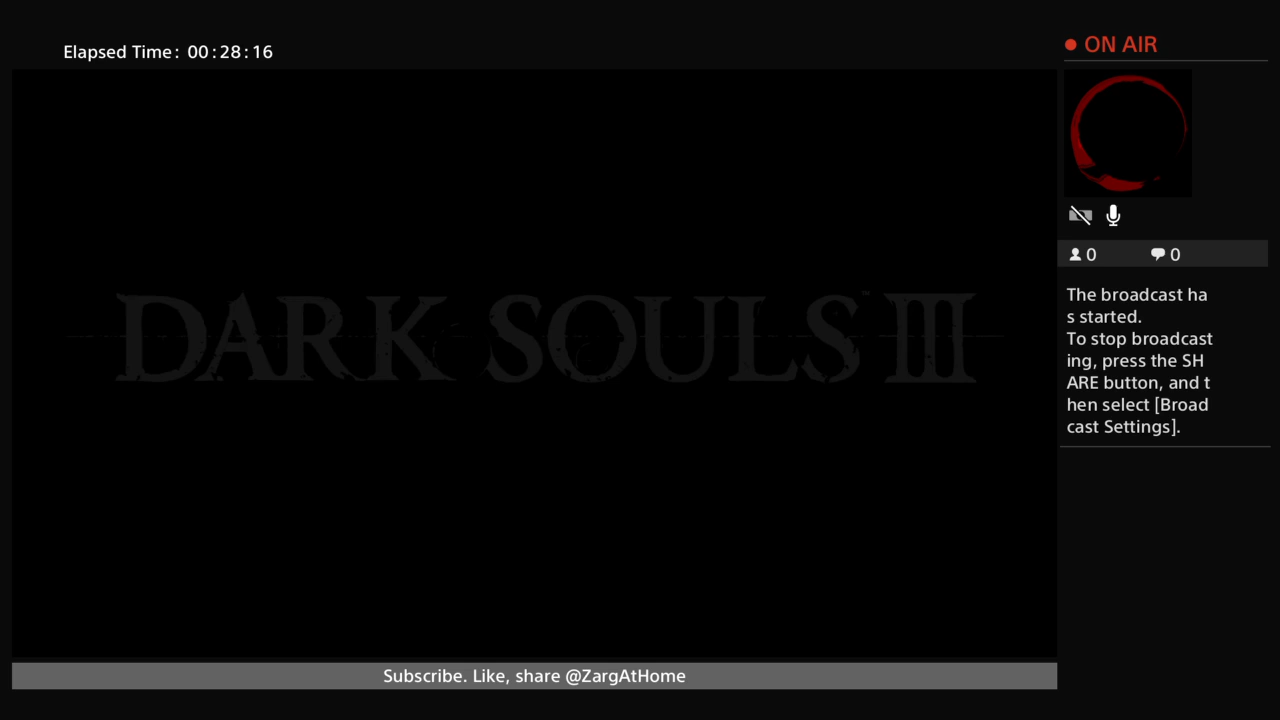 Elapsed Time: 00:28:16
ON AIR
0 0
DARK SOULS™ III
The broadcast ha
s started.
To stop broadcast
ing, press the SH
ARE button, and t
hen select [Broad
cast Settings].
Subscribe. Like, share @ZargAtHome